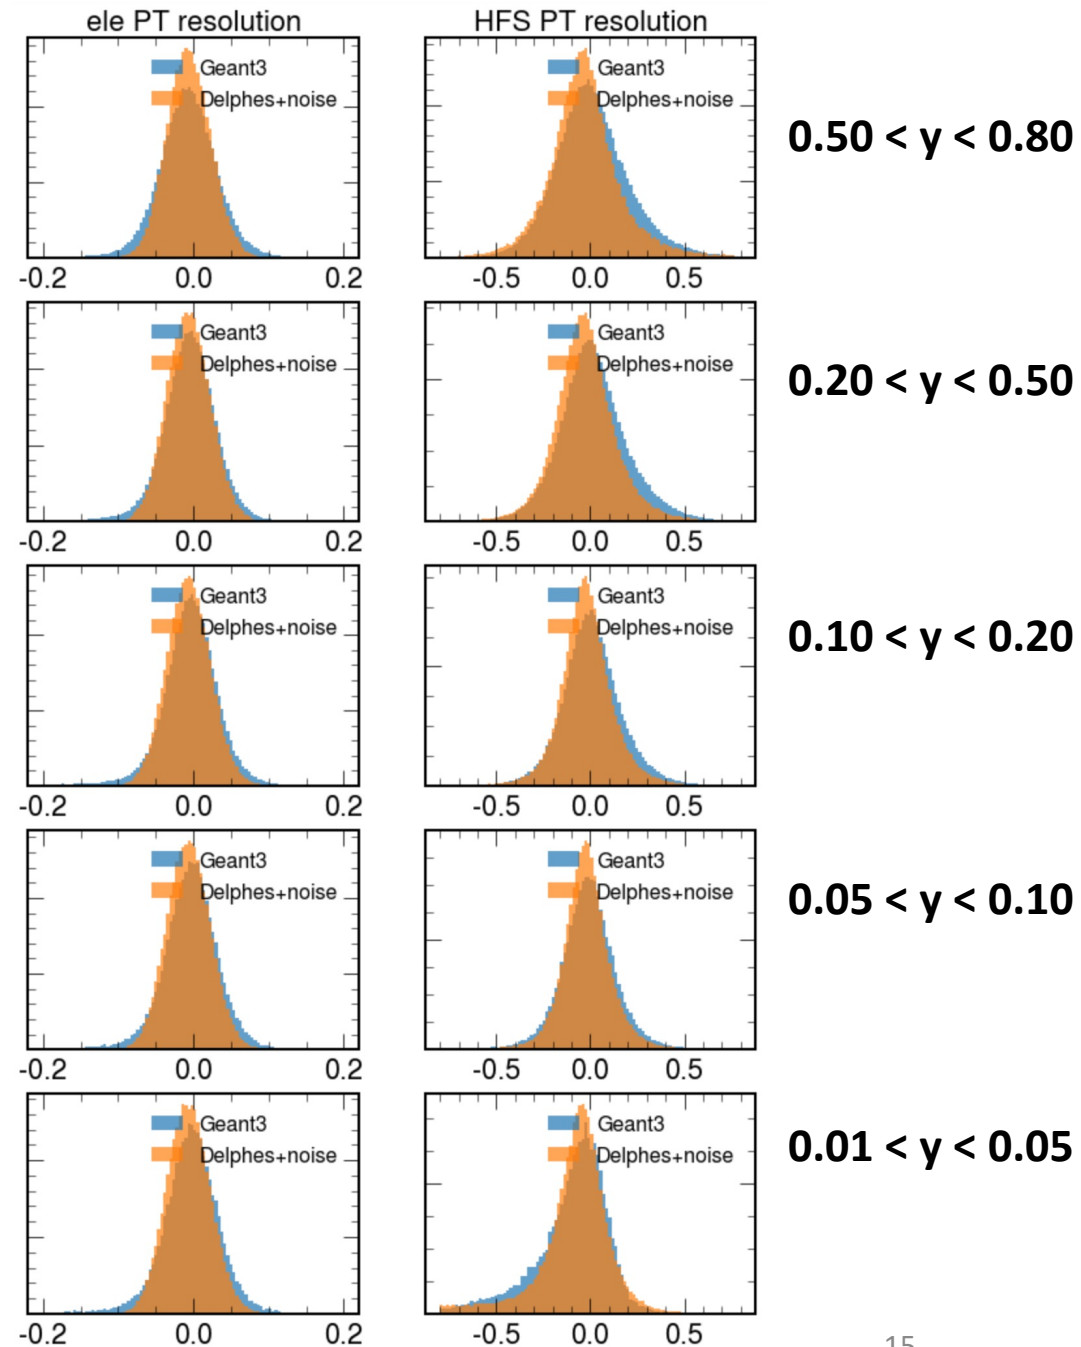 ele PT resolution
HFS PT resolution
Geant3
Delphes+noise
-0.2 0.0 0.2
Geant3
Delphes+noise
-0.5 0.0 0.5
0.50 < y < 0.80
Geant3
Delphes+noise
-0.2 0.0 0.2
Geant3
Delphes+noise
-0.5 0.0 0.5
0.20 < y < 0.50
Geant3
Delphes+noise
-0.2 0.0 0.2
Geant3
Delphes+noise
-0.5 0.0 0.5
0.10 < y < 0.20
Geant3
Delphes+noise
-0.2 0.0 0.2
Geant3
Delphes+noise
-0.5 0.0 0.5
0.05 < y < 0.10
Geant3
Delphes+noise
-0.2 0.0 0.2
Geant3
Delphes+noise
-0.5 0.0 0.5
0.01 < y < 0.05
15